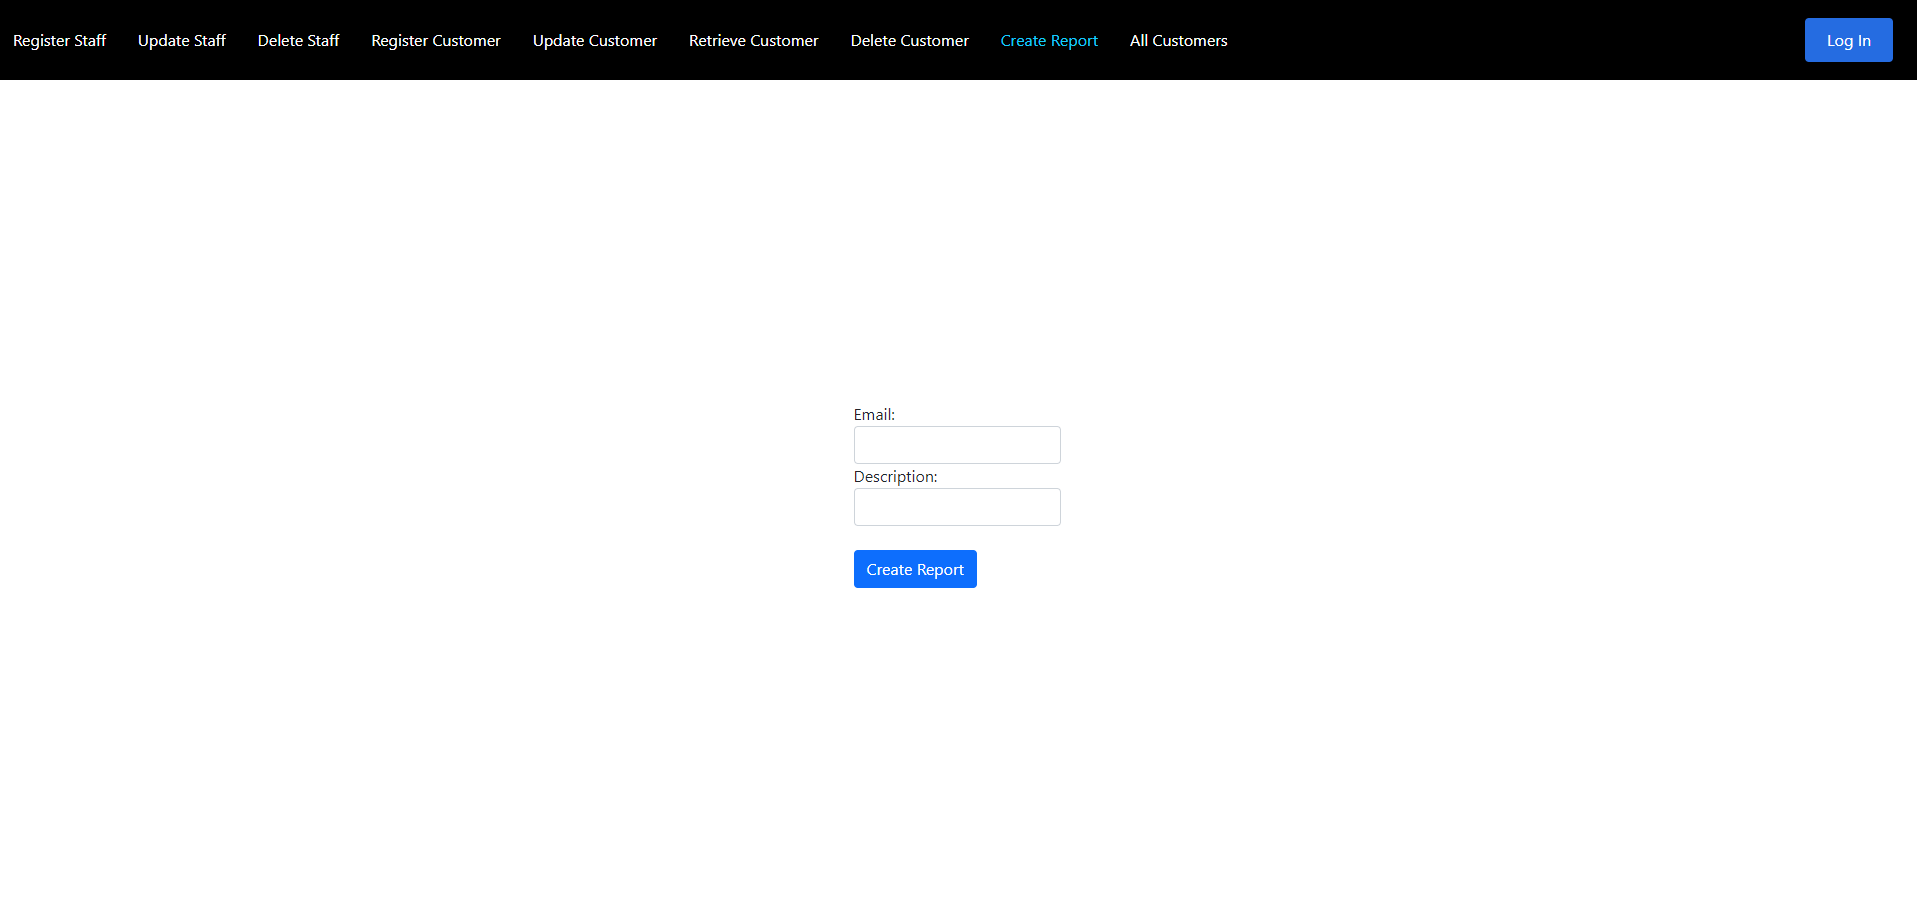 Register Staff Update Staff Delete Staff Register Customer Update Customer Retrieve Customer Delete Customer Create Report All Customers Log In
Email:
Description:
Create Report